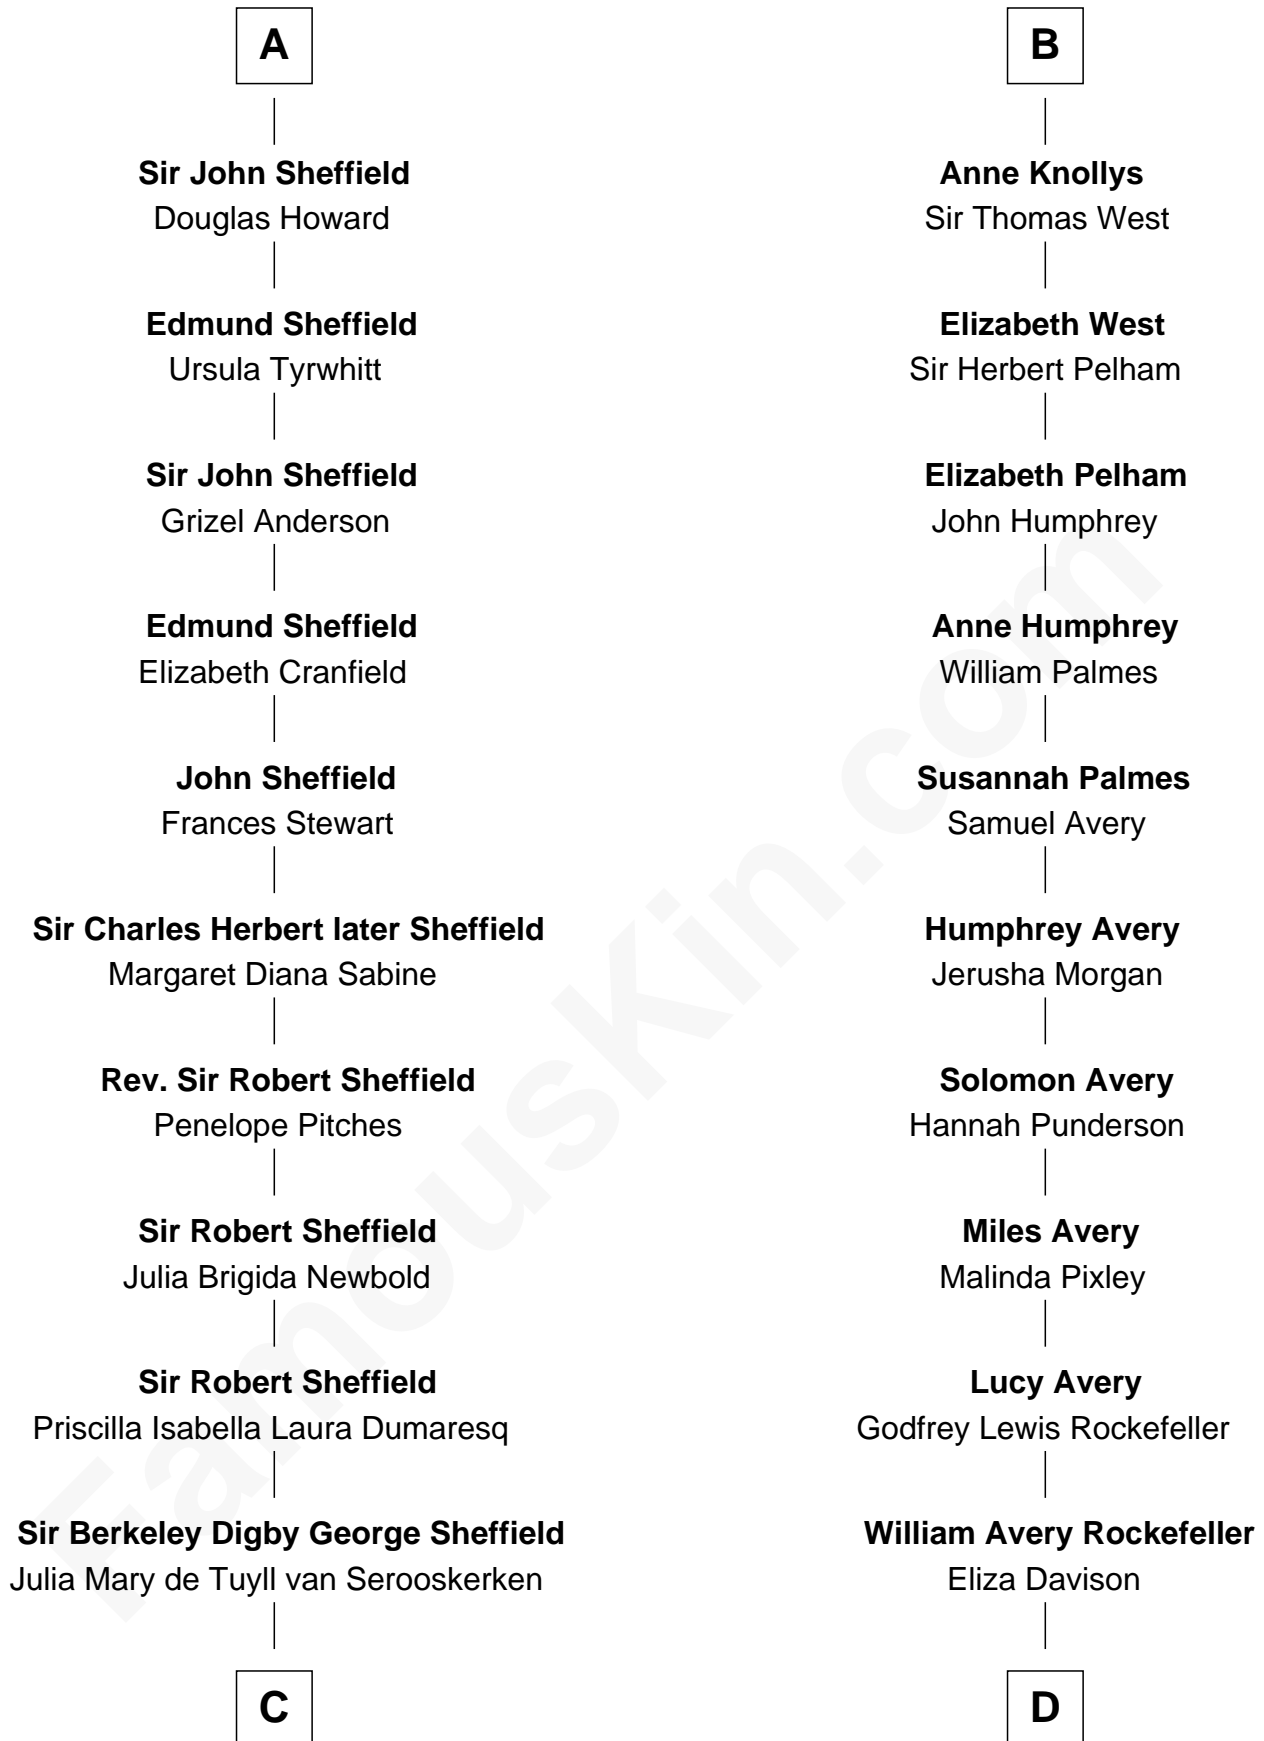 A
Sir John Sheffield
Douglas Howard
Edmund Sheffield
Ursula Tyrwhitt
Sir John Sheffield
Grizel Anderson
Edmund Sheffield
Elizabeth Cranfield
John Sheffield
Frances Stewart
Sir Charles Herbert later Sheffield
Margaret Diana Sabine
Rev. Sir Robert Sheffield
Penelope Pitches
Sir Robert Sheffield
Julia Brigida Newbold
Sir Robert Sheffield
Priscilla Isabella Laura Dumaresq
Sir Berkeley Digby George Sheffield
Julia Mary de Tuyll van Serooskerken
C
B
Anne Knollys
Sir Thomas West
Elizabeth West
Sir Herbert Pelham
Elizabeth Pelham
John Humphrey
Anne Humphrey
William Palmes
Susannah Palmes
Samuel Avery
Humphrey Avery
Jerusha Morgan
Solomon Avery
Hannah Punderson
Miles Avery
Malinda Pixley
Lucy Avery
Godfrey Lewis Rockefeller
William Avery Rockefeller
Eliza Davison
D
FamousKin.com